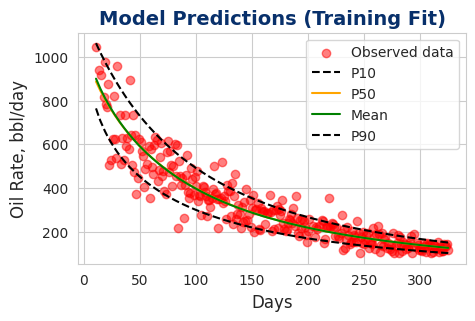 Model Predictions (Training Fit)
Oil Rate, bbl/day
1000
800
600
400
200
0
50
100
150
200
250
300
Days
Observed data
P10
P50
Mean
P90